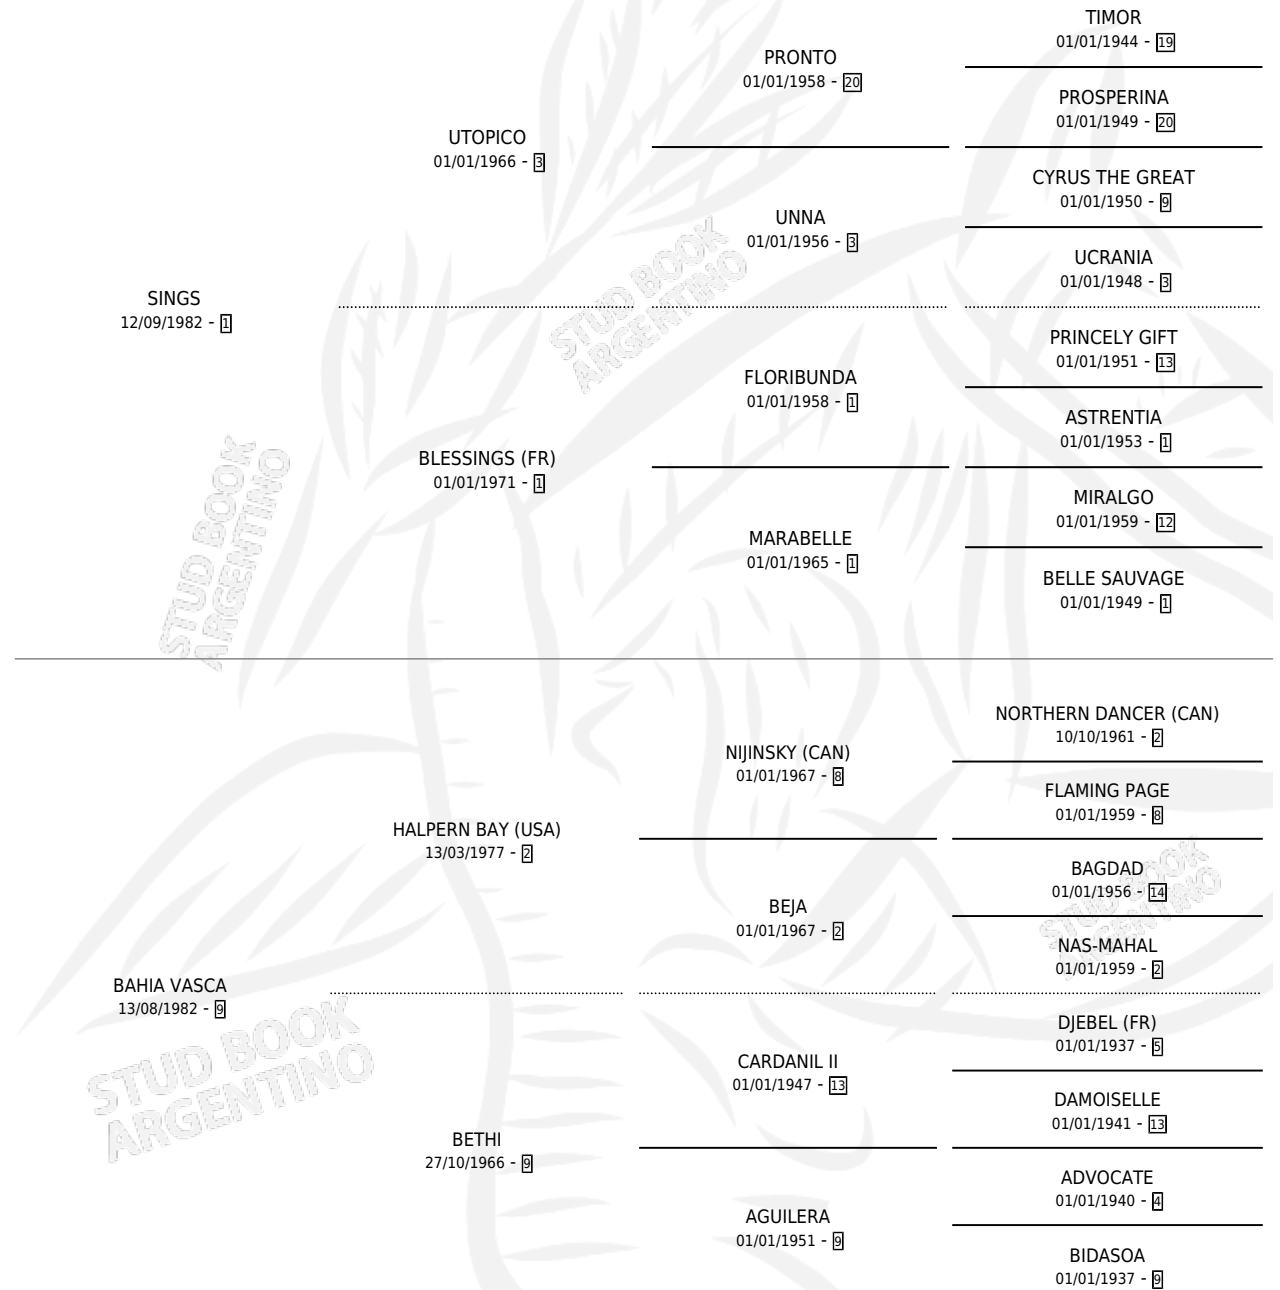 TIMOR
01/01/1944 - 19
PRONTO
01/01/1958 - 20
PROSPERINA
01/01/1949 - 20
UTOPICO
01/01/1966 - 3
CYRUS THE GREAT
01/01/1950 - 9
UNNA
01/01/1956 - 3
UCRANIA
01/01/1948 - 3
SINGS
12/09/1982 - 1
PRINCELY GIFT
01/01/1951 - 13
FLORIBUNDA
01/01/1958 - 1
ASTRENTIA
01/01/1953 - 1
BLESSINGS (FR)
01/01/1971 - 1
MIRALGO
01/01/1959 - 12
MARABELLE
01/01/1965 - 1
BELLE SAUVAGE
01/01/1949 - 1
STUD BOOK
ARGENTINO
STUD BOOK
ARGENTINO
NORTHERN DANCER (CAN)
10/10/1961 - 2
NIJINSKY (CAN)
01/01/1967 - 8
FLAMING PAGE
01/01/1959 - 8
HALPERN BAY (USA)
13/03/1977 - 2
BAGDAD
01/01/1956 - 14
BEJA
01/01/1967 - 2
NAS-MAHAL
01/01/1959 - 2
BAHIA VASCA
13/08/1982 - 9
DJEBEL (FR)
01/01/1937 - 5
CARDANIL II
01/01/1947 - 13
DAMOISELLE
01/01/1941 - 13
BETHI
27/10/1966 - 9
ADVOCATE
01/01/1940 - 4
AGUILERA
01/01/1951 - 9
BIDASOA
01/01/1937 - 9
STUD BOOK
ARGENTINO
STUD BOOK
ARGENTINO